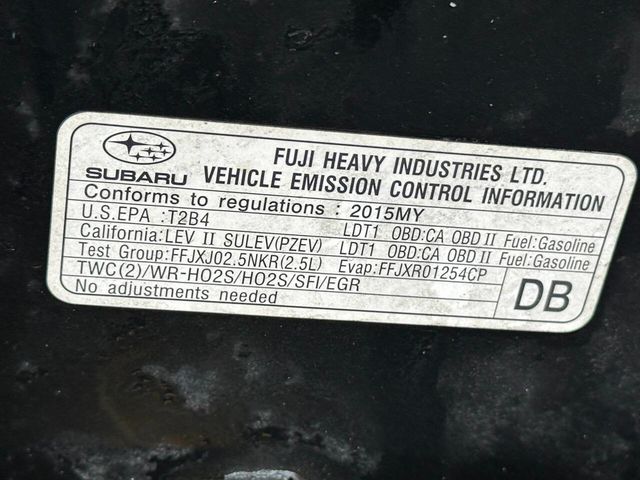 FUJI HEAVY INDUSTRIES LTD.
SUBARU VEHICLE EMISSION CONTROL INFORMATION
Conforms to regulations : 2015MY
U.S.EPA :T2B4 LDT1 OBD:CA OBD II Fuel:Gasoline
California:LEV II SULEV(PZEV) LDT1 OBD:CA OBD II Fuel:Gasoline
Test Group:FFJXJ02.5NKR(2.5L) Evap:FFJXR01254CP
TWC(2)/WR-HO2S/HO2S/SFI/EGR
No adjustments needed
DB